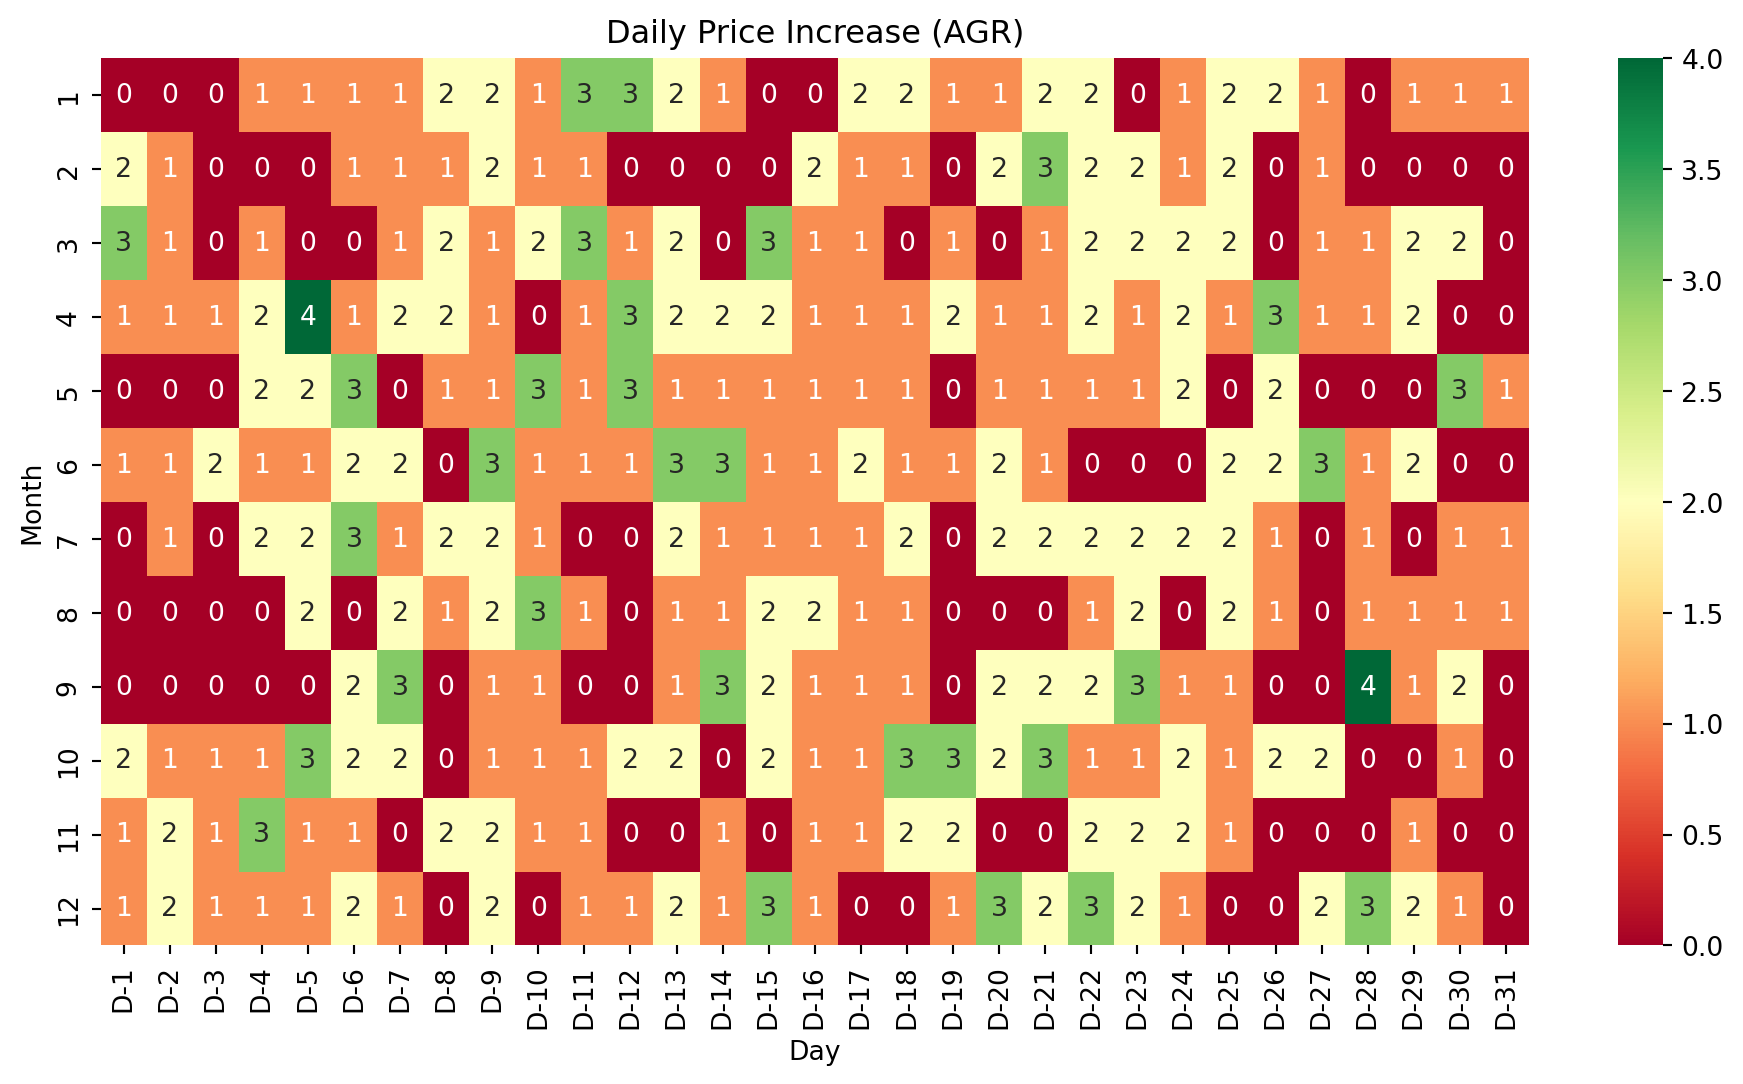 Daily Price Increase (AGR)
1 0 0 0 1 1 1 1 2 2 1 3 3 2 1 0 0 2 2 1 1 2 2 0 1 2 2 1 0 1 1 1
2 2 1 0 0 0 1 1 1 2 1 1 0 0 0 0 2 1 1 0 2 3 2 2 1 2 0 1 0 0 0 0
3 3 1 0 1 0 0 1 2 1 2 3 1 2 0 3 1 1 0 1 0 1 2 2 2 2 0 1 1 2 2 0
4 1 1 1 2 4 1 2 2 1 0 1 3 2 2 2 1 1 1 2 1 1 2 1 2 1 3 1 1 2 0 0
5 0 0 0 2 2 3 0 1 1 3 1 3 1 1 1 1 1 1 0 1 1 1 1 2 0 2 0 0 0 3 1
6 1 1 2 1 1 2 2 0 3 1 1 1 3 3 1 1 2 1 1 2 1 0 0 0 2 2 3 1 2 0 0
7 0 1 0 2 2 3 1 2 2 1 0 0 2 1 1 1 1 2 0 2 2 2 2 2 2 1 0 1 0 1 1
8 0 0 0 0 2 0 2 1 2 3 1 0 1 1 2 2 1 1 0 0 0 1 2 0 2 1 0 1 1 1 1
9 0 0 0 0 0 2 3 0 1 1 0 0 1 3 2 1 1 1 0 2 2 2 3 1 1 0 0 4 1 2 0
10 2 1 1 1 3 2 2 0 1 1 1 2 2 0 2 1 1 3 3 2 3 1 1 2 1 2 2 0 0 1 0
11 1 2 1 3 1 1 0 2 2 1 1 0 0 1 0 1 1 2 2 0 0 2 2 2 1 0 0 0 1 0 0
12 1 2 1 1 1 2 1 0 2 0 1 1 2 1 3 1 0 0 1 3 2 3 2 1 0 0 2 3 2 1 0
D-1 D-2 D-3 D-4 D-5 D-6 D-7 D-8 D-9 D-10 D-11 D-12 D-13 D-14 D-15 D-16 D-17 D-18 D-19 D-20 D-21 D-22 D-23 D-24 D-25 D-26 D-27 D-28 D-29 D-30 D-31
Day
Month
4.0
3.5
3.0
2.5
2.0
1.5
1.0
0.5
0.0